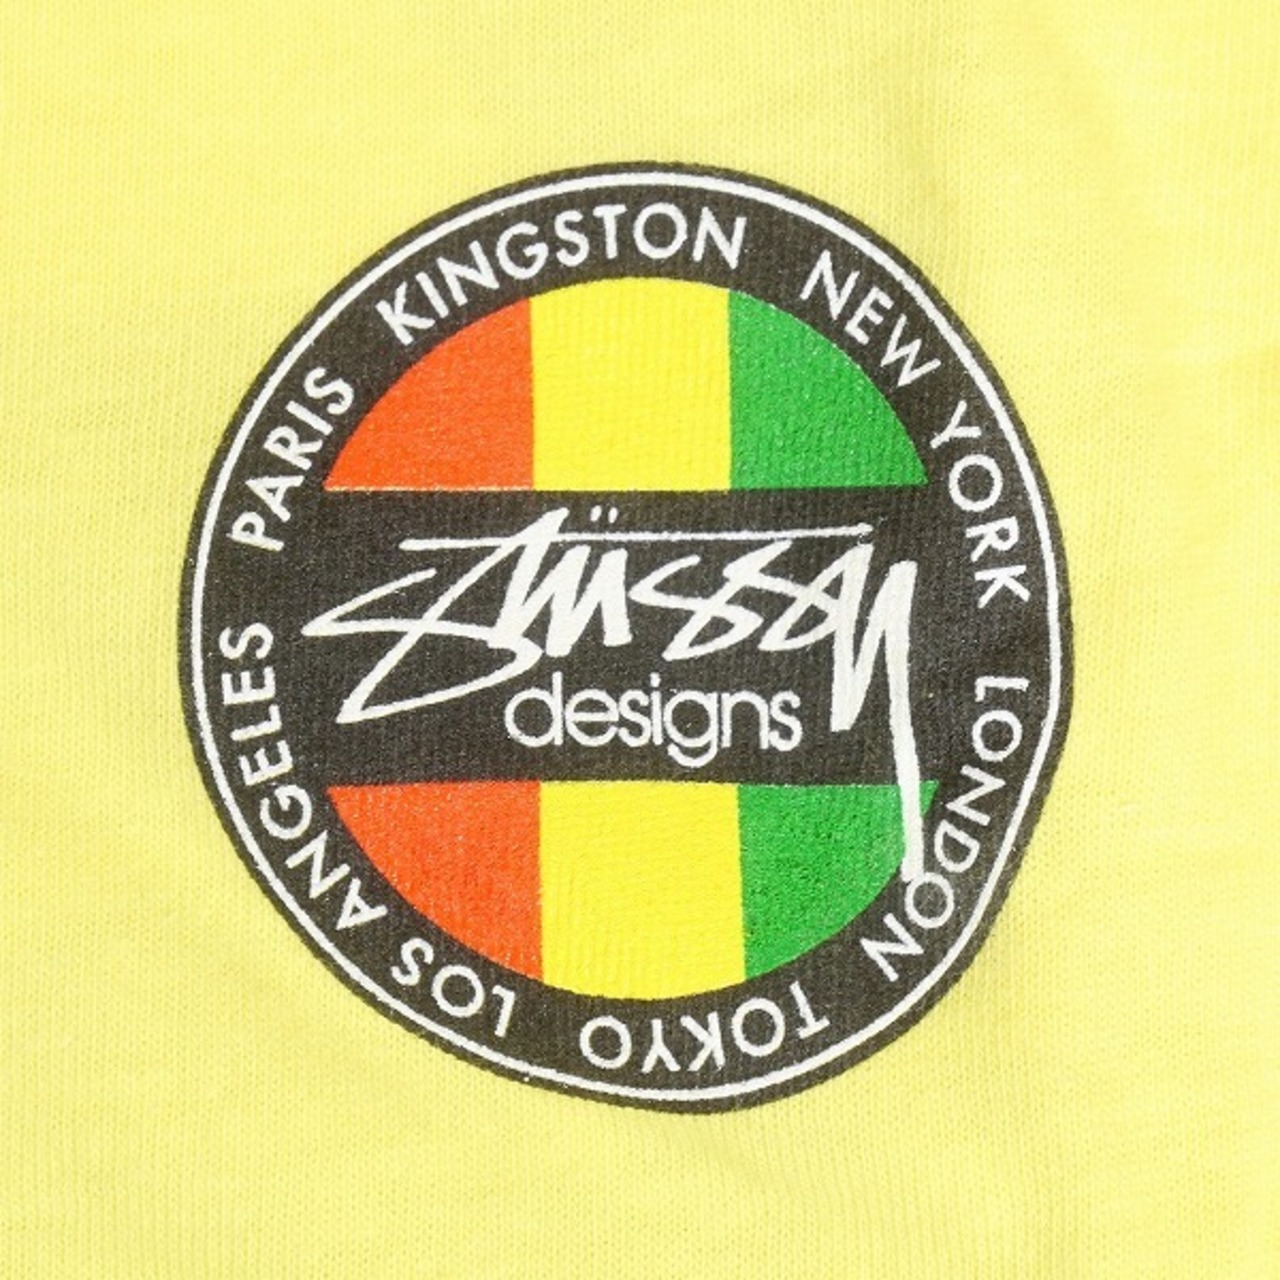 KINGSTON NEW YORK LONDON TOKYO LOS ANGELES PARIS
Stüssy
designs